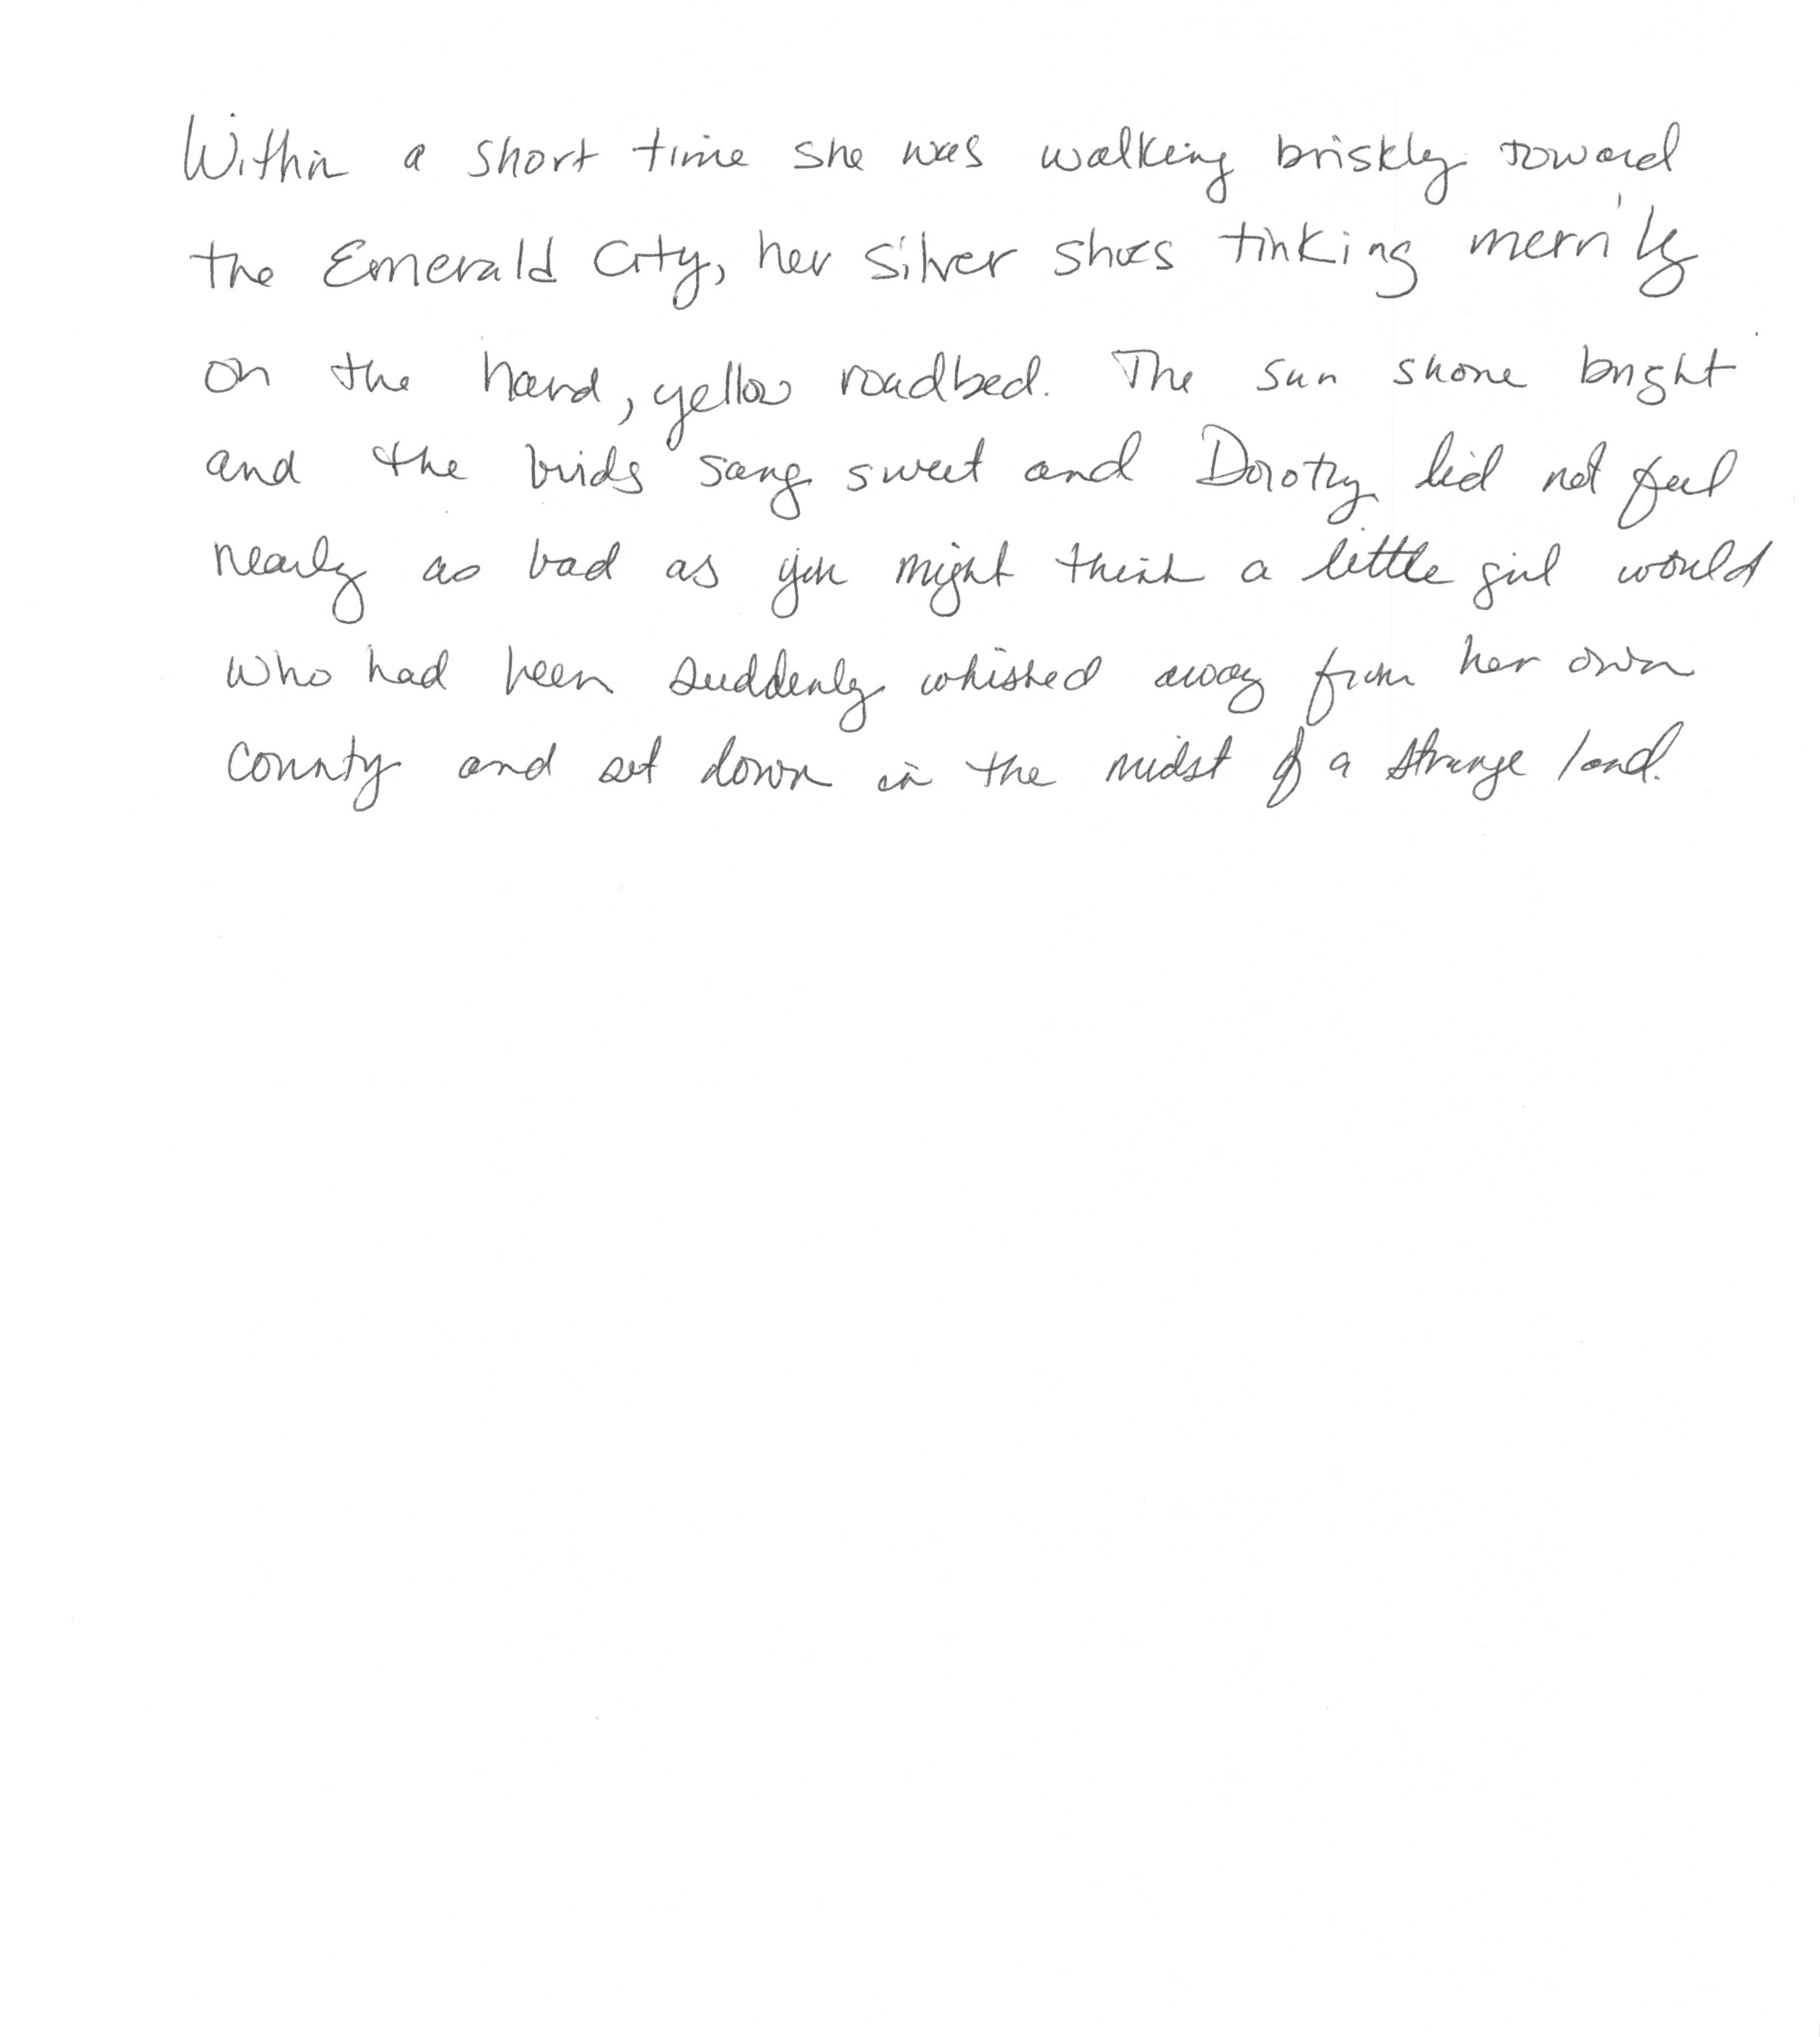 Within a short time she was walking briskly toward
the Emerald City, her silver shoes tinking merrily
on the hard, yellow roadbed. The sun shone bright
and the birds sang sweet and Dorothy did not feel
nearly as bad as you might think a little girl would
who had been suddenly whisked away from her own
county and set down in the midst of a strange land.